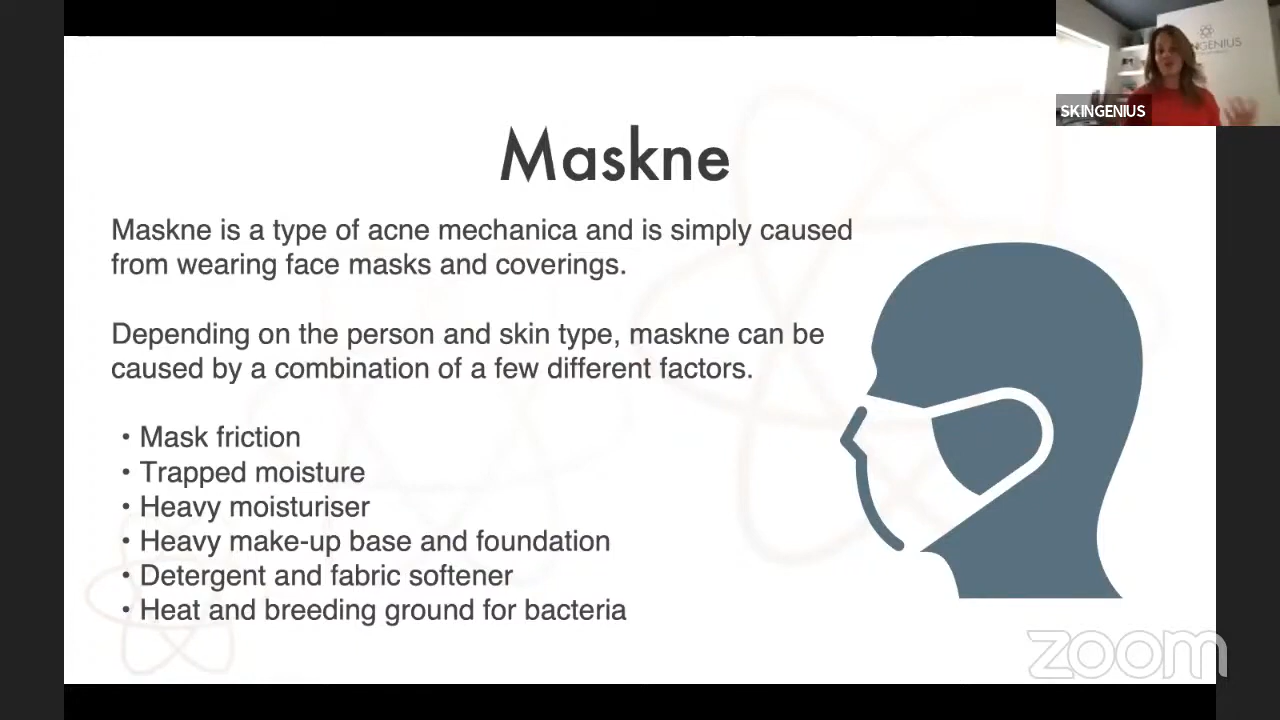 Maskne
Maskne is a type of acne mechanica and is simply caused
from wearing face masks and coverings.
Depending on the person and skin type, maskne can be
caused by a combination of a few different factors.
• Mask friction
• Trapped moisture
• Heavy moisturiser
• Heavy make-up base and foundation
• Detergent and fabric softener
• Heat and breeding ground for bacteria
GENIUS
SKINGENIUS
zoom